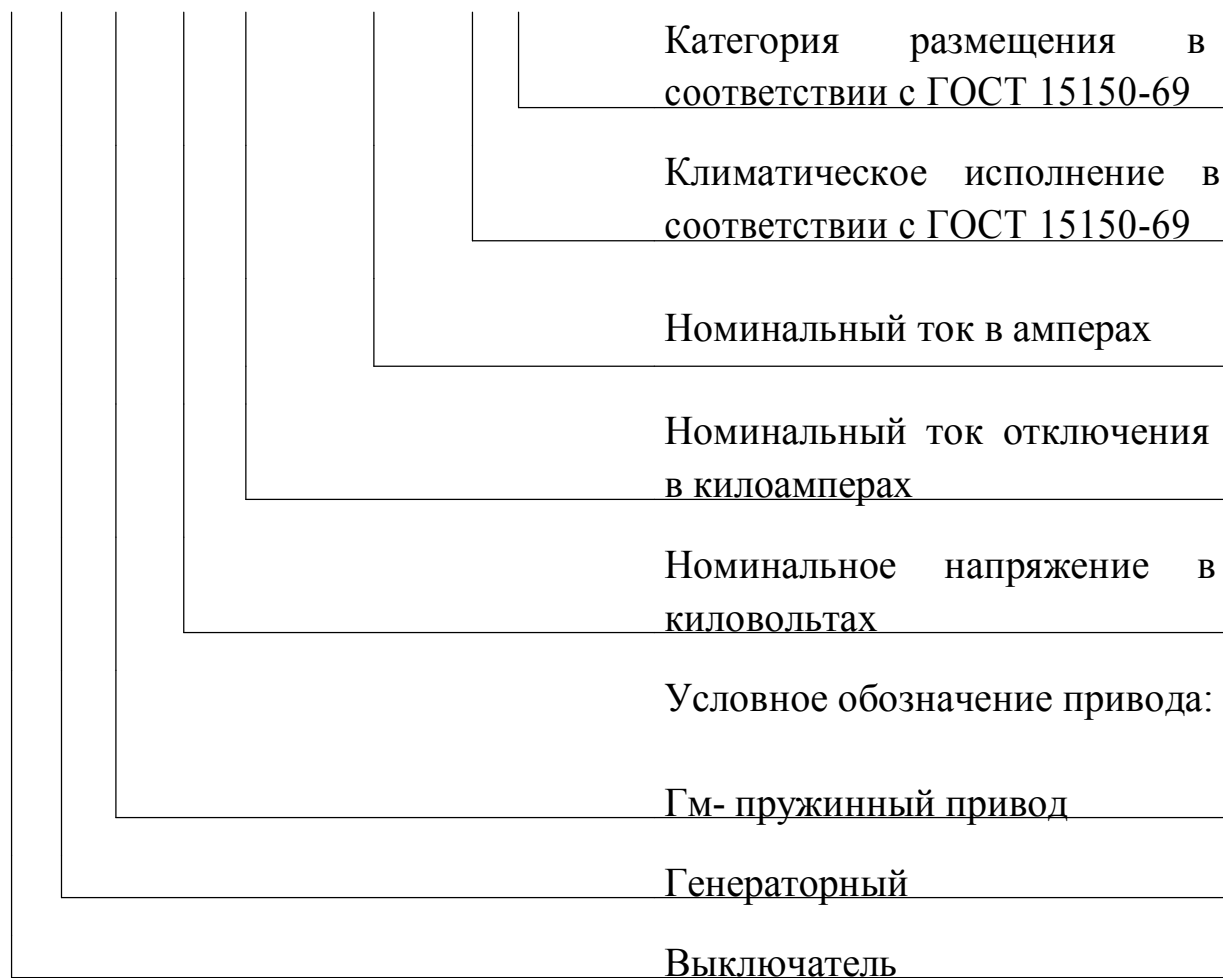 Категория размещения в
соответствии с ГОСТ 15150-69
Климатическое исполнение в
соответствии с ГОСТ 15150-69
Номинальный ток в амперах
Номинальный ток отключения
в килоамперах
Номинальное напряжение в
киловольтах
Условное обозначение привода:
Гм- пружинный привод
Генераторный
Выключатель